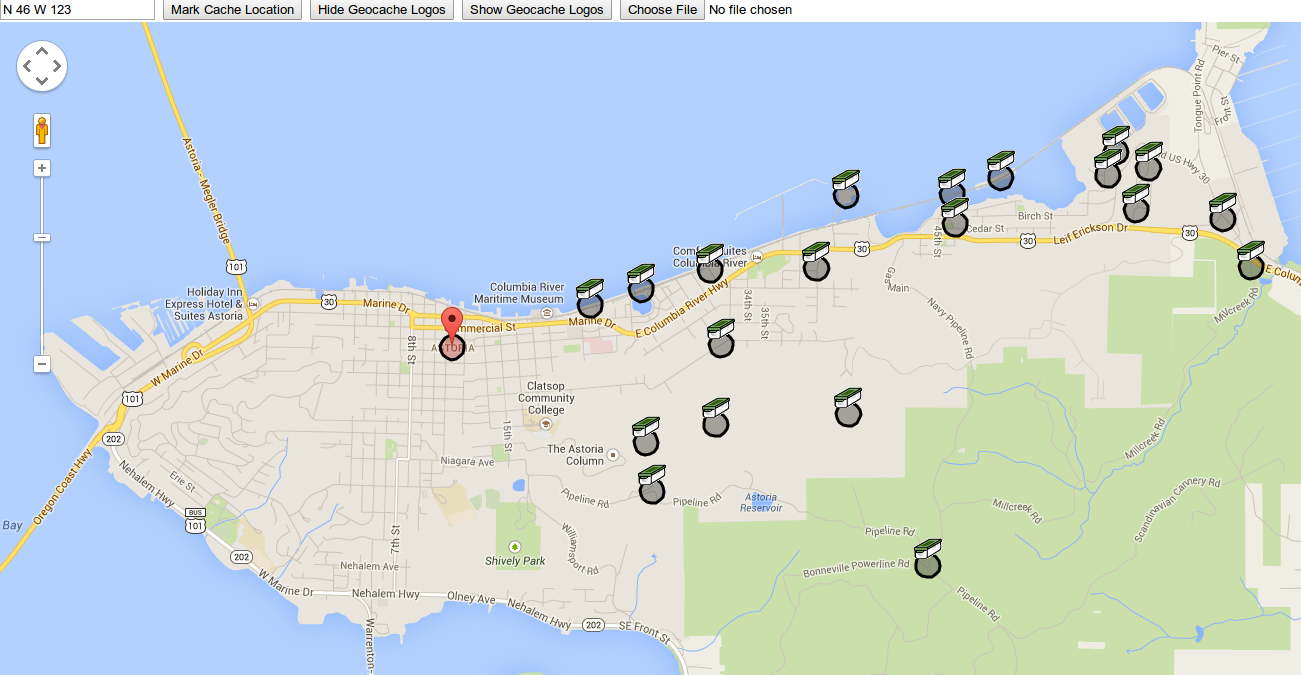 N 46 W 123
Mark Cache Location
Hide Geocache Logos
Show Geocache Logos
Choose File
No file chosen
Pier St
Tongue Point Rd
Astoria - Megler Bridge
US Hwy 30
Birch St
Cedar St
45th St
Leif Erickson Dr
30
30
30
E Colum
101
Columbia
River
Columbia River
Maritime Museum
Holiday Inn
Express Hotel &
Suites Astoria
30
Marine Dr
mmercial St
Marine Dr
E Columbia River Hwy
34th St
35th St
Gas
Main
Navy Pipeline Rd
Millcreek Rd
ASTORIA
8th St
W Marine Dr
101
Clatsop
Community
College
15th St
202
The Astoria
Column
Niagara Ave
Nehalem Hwy
Erie St
Oregon Coast Hwy
Pipeline Rd
Pipeline Rd
Astoria
Reservoir
Millcreek Rd
Scandinavian Cannery Rd
Millcreek Rd
Bay
BUS
101
7th St
Williamsport Rd
Pipeline Rd
Shively Park
202
Nehalem Ave
Bonneville Powerline Rd
W Marine Dr
Nehalem Hwy
Olney Ave
Nehalem Hwy
202
SE Front St
Pipeline Rd
Warrenton-